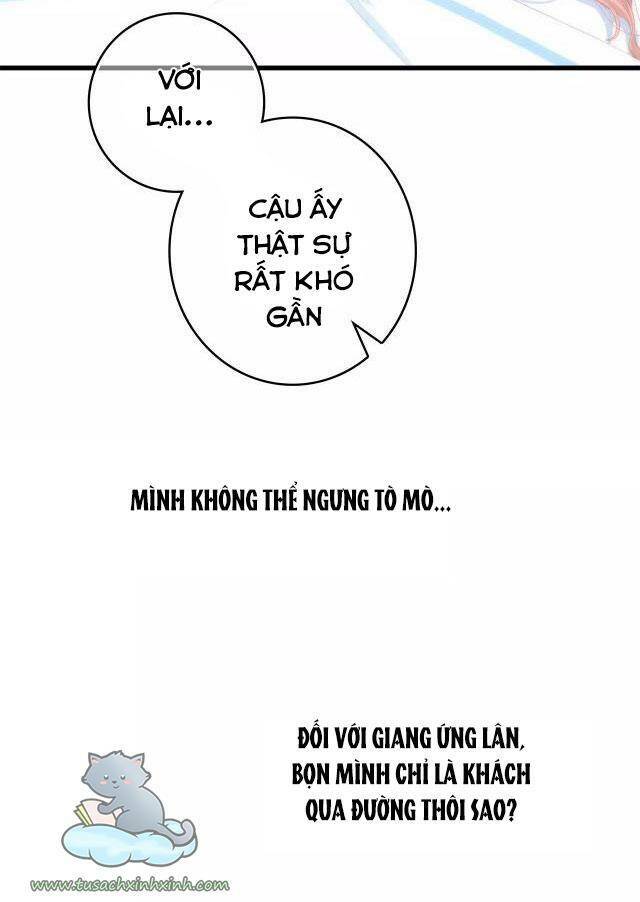 VỚI
LẠI...
CẬU ẤY
THẬT SỰ
RẤT KHÓ
GẦN
MÌNH KHÔNG THỂ NGƯNG TÒ MÒ...
ĐỐI VỚI GIANG ỨNG LÂN,
BỌN MÌNH CHỈ LÀ KHÁCH
QUA ĐƯỜNG THÔI SAO?
www.tusachxinhxinh.com